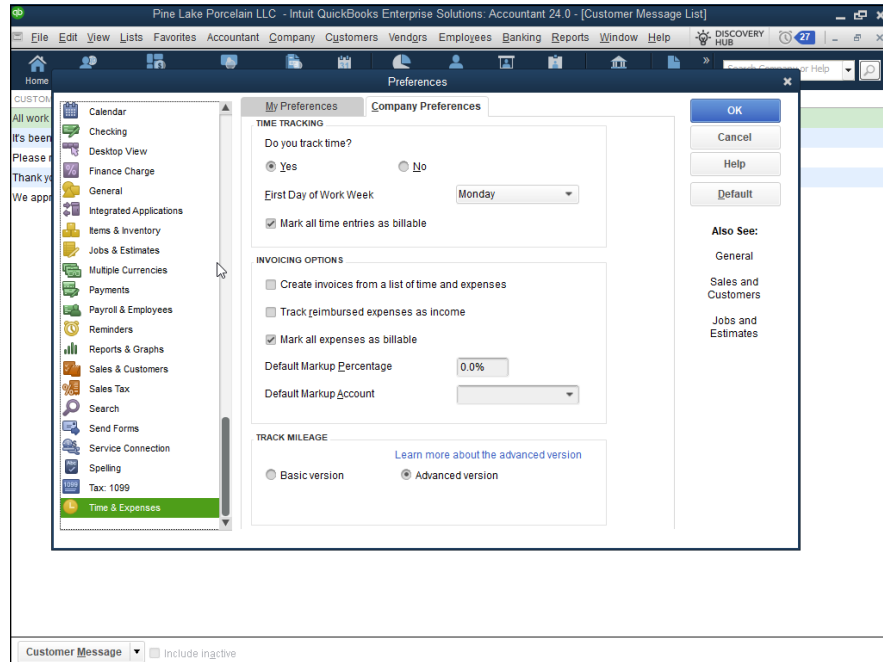 qb Pine Lake Porcelain LLC - Intuit QuickBooks Enterprise Solutions: Accountant 24.0 - [Customer Message List]
File Edit View Lists Favorites Accountant Company Customers Vendors Employees Banking Reports Window Help DISCOVERY HUB 27
Home » Search Company or Help
Preferences
CUSTOM
All work
It's been
Please r
Thank yo
We appr
Calendar
Checking
Desktop View
Finance Charge
General
Integrated Applications
Items & Inventory
Jobs & Estimates
Multiple Currencies
Payments
Payroll & Employees
Reminders
Reports & Graphs
Sales & Customers
Sales Tax
Search
Send Forms
Service Connection
Spelling
Tax: 1099
Time & Expenses
My Preferences Company Preferences
TIME TRACKING
Do you track time?
Yes No
First Day of Work Week Monday
Mark all time entries as billable
INVOICING OPTIONS
Create invoices from a list of time and expenses
Track reimbursed expenses as income
Mark all expenses as billable
Default Markup Percentage 0.0%
Default Markup Account
TRACK MILEAGE
Learn more about the advanced version
Basic version Advanced version
OK
Cancel
Help
Default
Also See:
General
Sales and
Customers
Jobs and
Estimates
Customer Message Include inactive